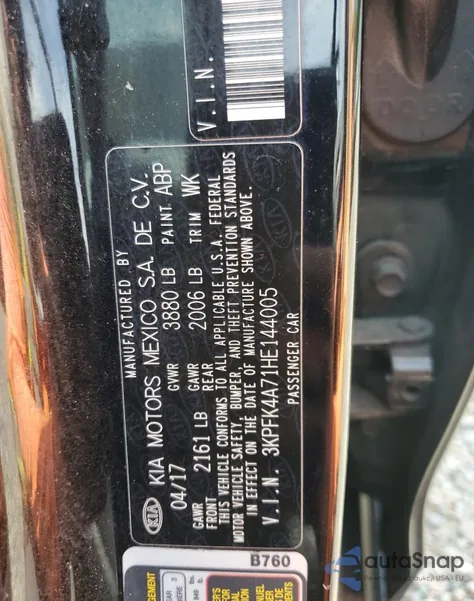 MANUFACTURED BY
KIA KIA MOTORS MEXICO S.A. DE C.V.
04/17 GVWR 3880 LB PAINT ABP
GAWR FRONT 2161 LB GAWR REAR 2006 LB TRIM WK
THIS VEHICLE CONFORMS TO ALL APPLICABLE U.S.A. FEDERAL
MOTOR VEHICLE SAFETY, BUMPER, AND THEFT PREVENTION STANDARDS
IN EFFECT ON THE DATE OF MANUFACTURE SHOWN ABOVE.
V.I.N. 3KPFK4A71HE144005
PASSENGER CAR
V.I.N.
DOOR
B760
autoSnap